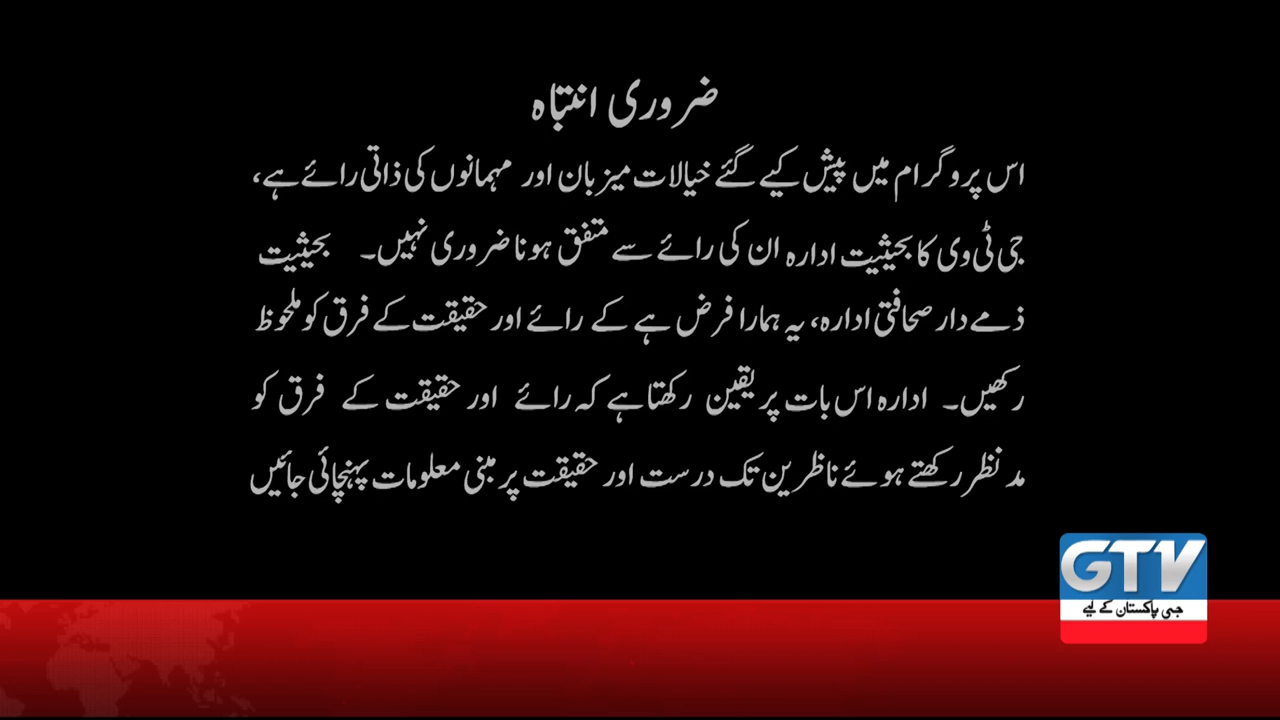 ضروری انتباہ
اس پروگرام میں پیش کیے گئے خیالات میزبان اور مہمانوں کی ذاتی رائے ہے،
جی ٹی وی کا بحیثیت ادارہ ان کی رائے سے متفق ہونا ضروری نہیں۔ بحیثیت
ذمے دار صحافتی ادارہ، یہ ہمارا فرض ہے کے رائے اور حقیقت کے فرق کو ملحوظ
رکھیں۔ ادارہ اس بات پر یقین رکھتا ہے کہ رائے اور حقیقت کے فرق کو
مد نظر رکھتے ہوئے ناظرین تک درست اور حقیقت پر مبنی معلومات پہنچائی جائیں
GTV
جی پاکستان کے لیے